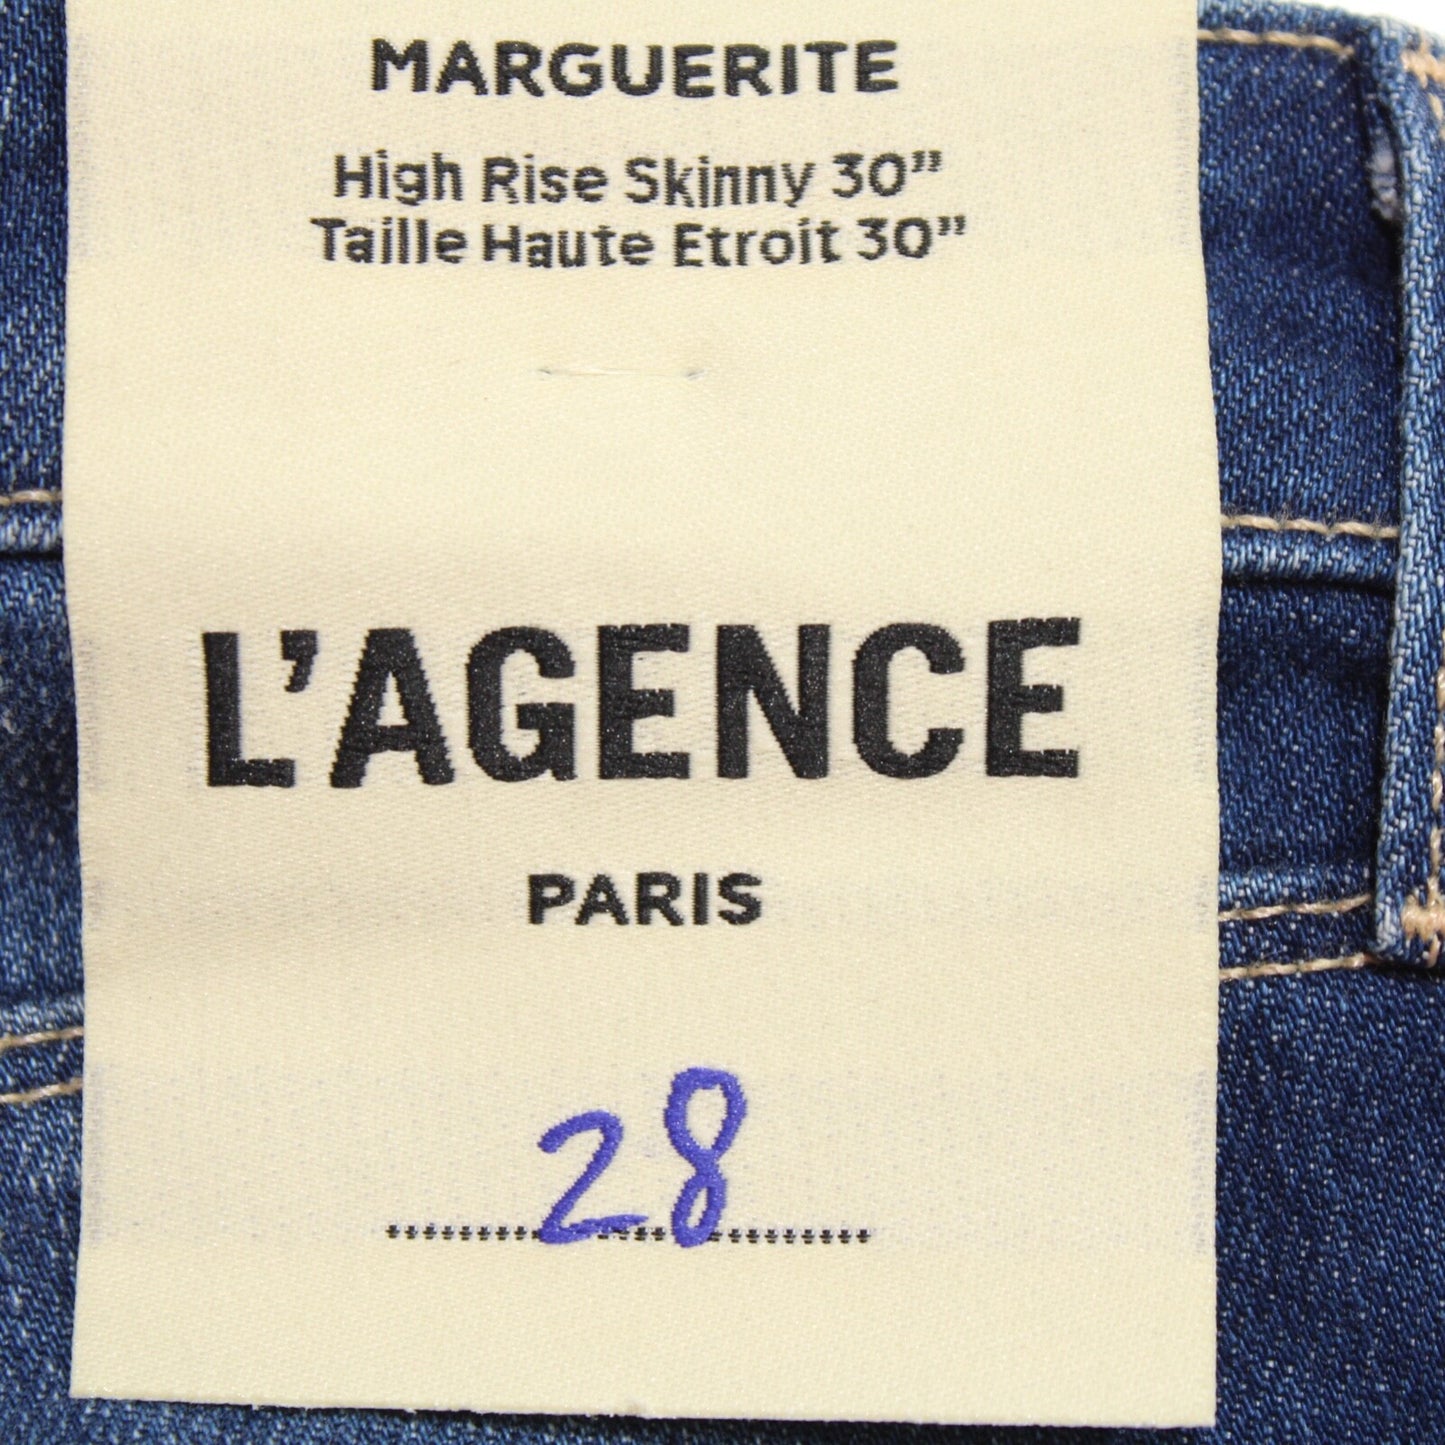 MARGUERITE
High Rise Skinny 30”
Taille Haute Etroit 30”
L’AGENCE
PARIS
28